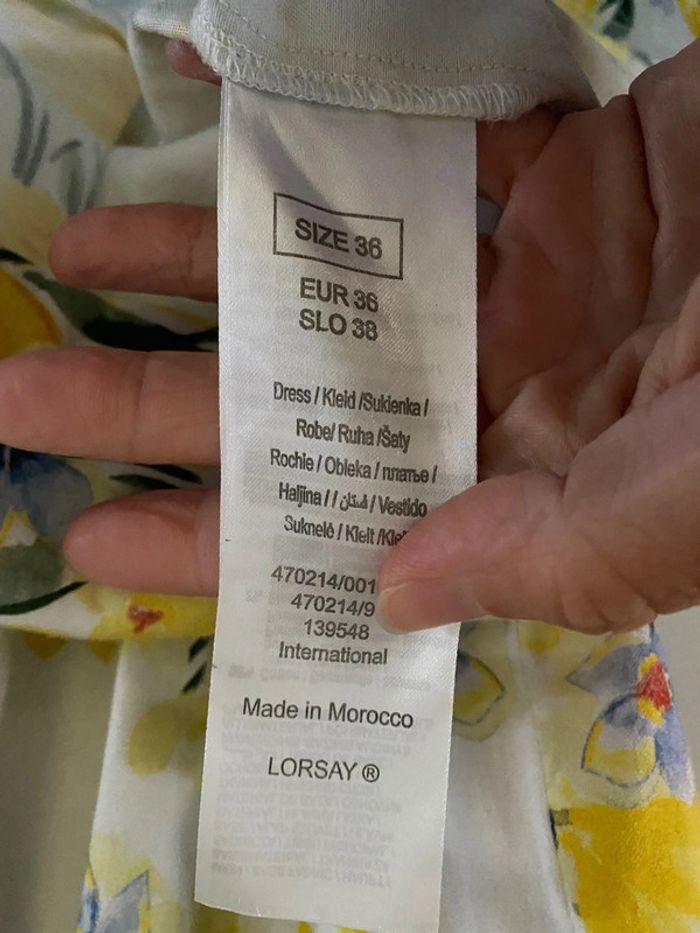 SIZE 36
EUR 36
SLO 38
Dress / Kleid /Sukienka /
Robe/ Ruha /Šaty
Rochie / Obleka / платье /
Haljina / / فستان / Vestido
Suknelė / Kleit /Kle
470214/001
470214/9
139548
International
Made in Morocco
LORSAY ®